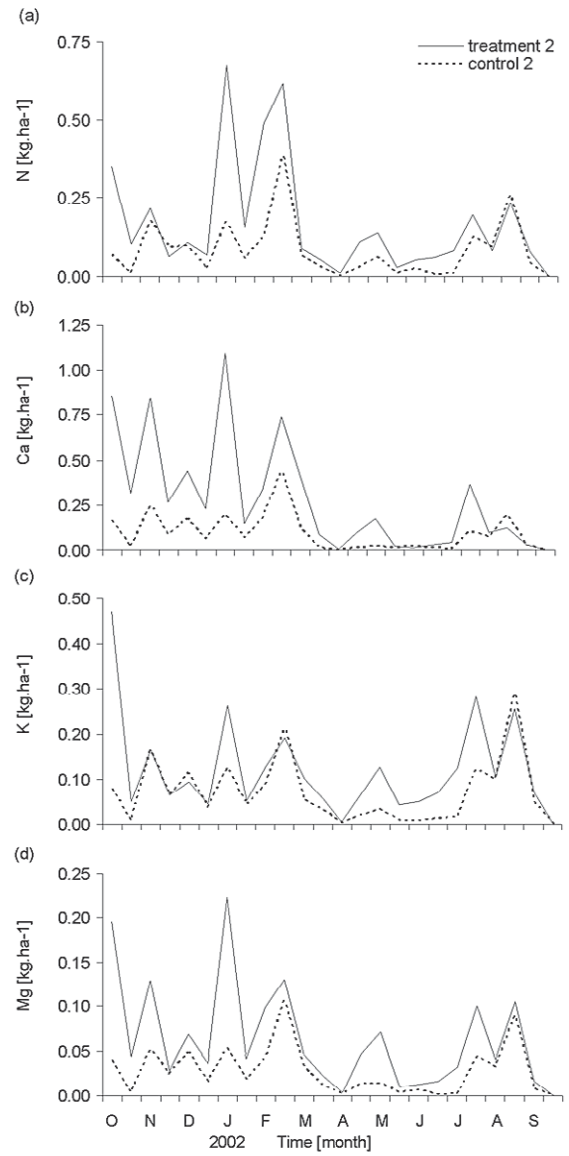 (a)
0.75
treatment 2
control 2
0.50
N [kg.ha-1]
0.25
0.00
(b)
1.25
1.00
0.75
Ca [kg.ha-1]
0.50
0.25
0.00
(c)
0.50
0.40
0.30
K [kg.ha-1]
0.20
0.10
0.00
(d)
0.25
0.20
0.15
Mg [kg.ha-1]
0.10
0.05
0.00
O N D J F M A M J J A S
2002 Time [month]